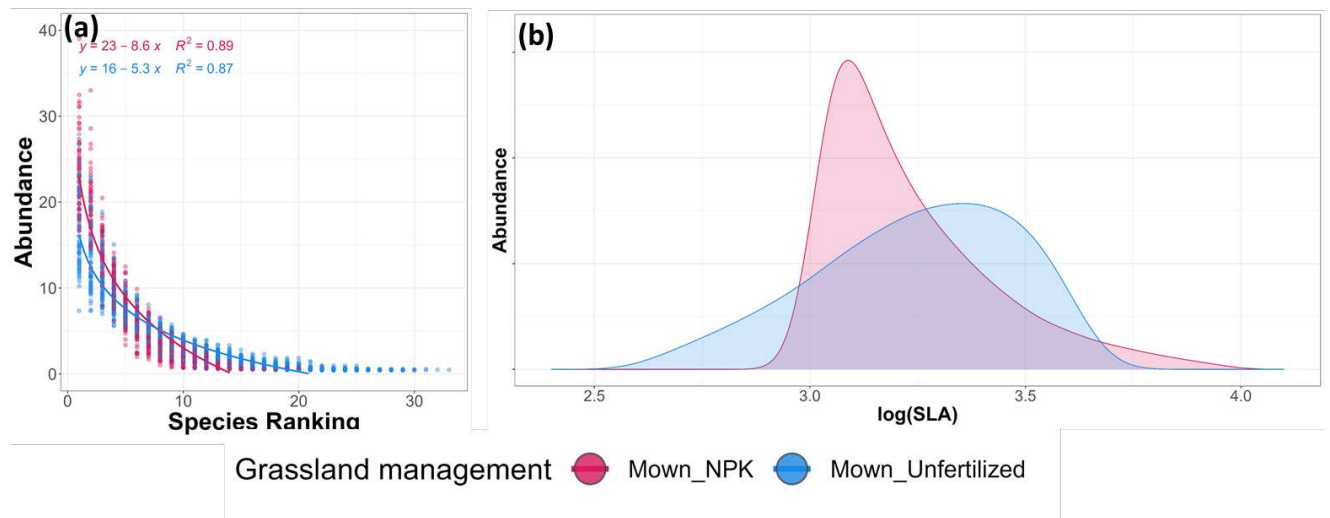 (a)
y = 23 − 8.6 x R² = 0.89
y = 16 − 5.3 x R² = 0.87
40
30
20
10
0
Abundance
0 10 20 30
Species Ranking
(b)
Abundance
2.5 3.0 3.5 4.0
log(SLA)
Grassland management Mown_NPK Mown_Unfertilized